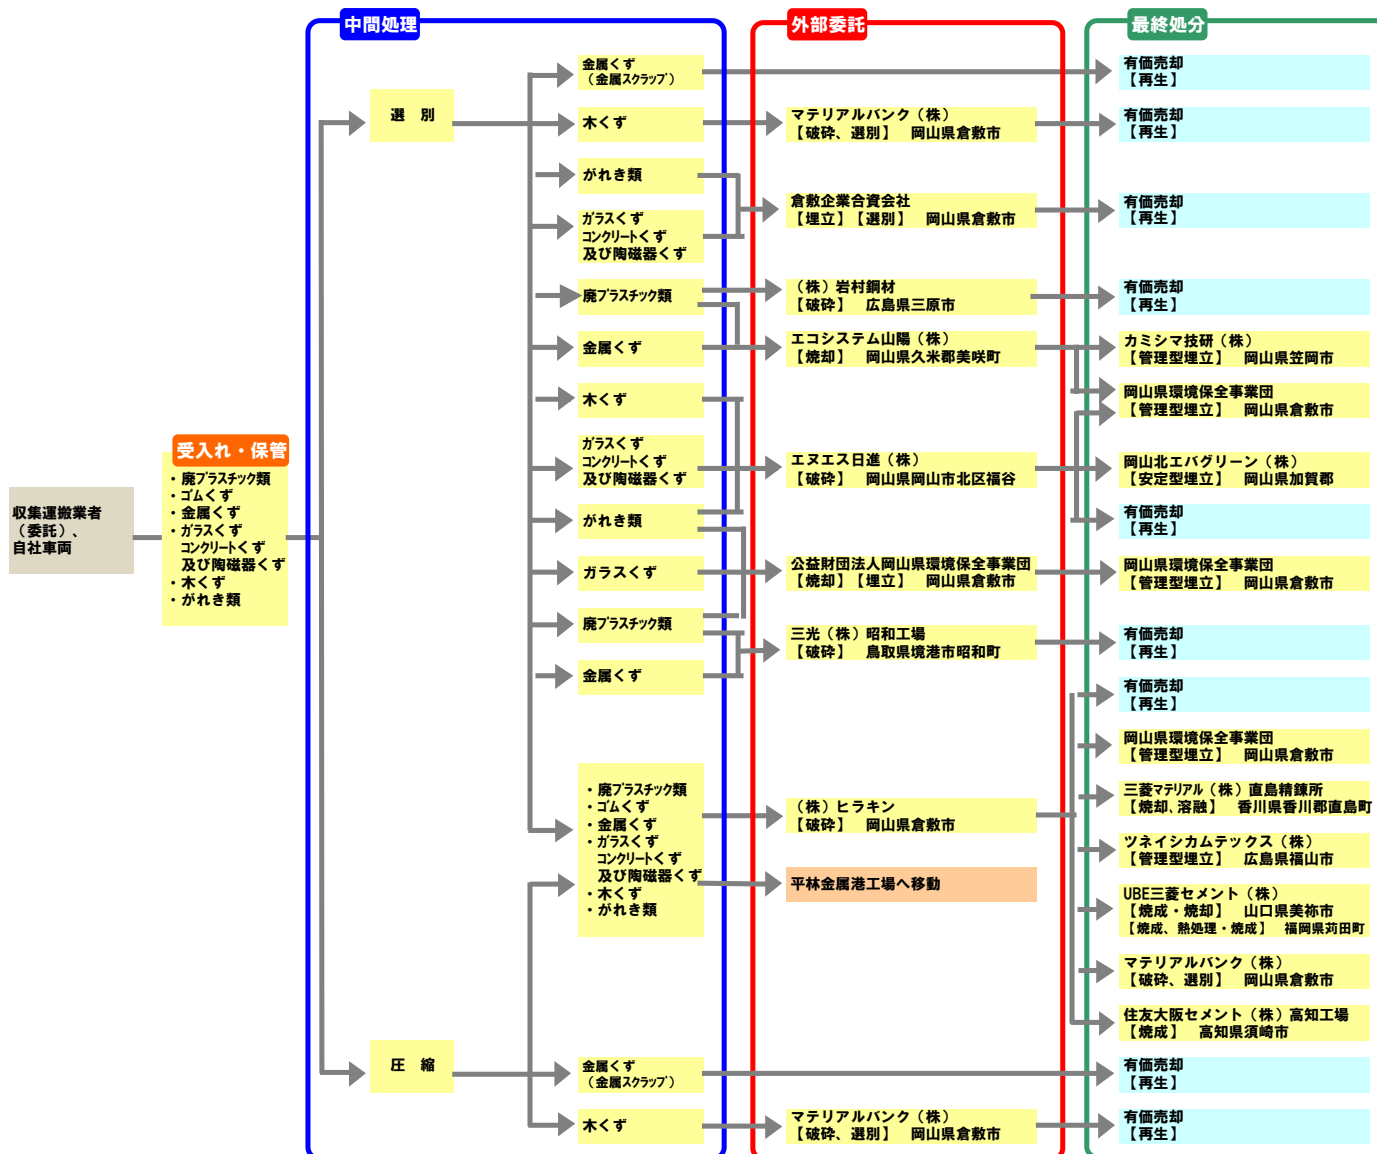 中間処理
外部委託
最終処分
収集運搬業者
（委託）、
自社車両
受入れ・保管
・廃プラスチック類
・ゴムくず
・金属くず
・ガラスくず
コンクリートくず
及び陶磁器くず
・木くず
・がれき類
選　別
圧　縮
金属くず
（金属スクラップ）
木くず
がれき類
ガラスくず
コンクリートくず
及び陶磁器くず
廃プラスチック類
金属くず
木くず
ガラスくず
コンクリートくず
及び陶磁器くず
がれき類
ガラスくず
廃プラスチック類
金属くず
・廃プラスチック類
・ゴムくず
・金属くず
・ガラスくず
コンクリートくず
及び陶磁器くず
・木くず
・がれき類
金属くず
（金属スクラップ）
木くず
マテリアルバンク（株）
【破砕、選別】　岡山県倉敷市
倉敷企業合資会社
【埋立】【選別】　岡山県倉敷市
（株）岩村鋼材
【破砕】　広島県三原市
エコシステム山陽（株）
【焼却】　岡山県久米郡美咲町
エヌエス日進（株）
【破砕】　岡山県岡山市北区福谷
公益財団法人岡山県環境保全事業団
【焼却】【埋立】　岡山県倉敷市
三光（株）昭和工場
【破砕】　鳥取県境港市昭和町
（株）ヒラキン
【破砕】　岡山県倉敷市
平林金属港工場へ移動
マテリアルバンク（株）
【破砕、選別】　岡山県倉敷市
有価売却
【再生】
有価売却
【再生】
有価売却
【再生】
有価売却
【再生】
カミシマ技研（株）
【管理型埋立】　岡山県笠岡市
岡山県環境保全事業団
【管理型埋立】　岡山県倉敷市
岡山北エバグリーン（株）
【安定型埋立】　岡山県加賀郡
有価売却
【再生】
岡山県環境保全事業団
【管理型埋立】　岡山県倉敷市
有価売却
【再生】
有価売却
【再生】
岡山県環境保全事業団
【管理型埋立】　岡山県倉敷市
三菱マテリアル（株）直島精錬所
【焼却、溶融】　香川県香川郡直島町
ツネイシカムテックス（株）
【管理型埋立】　広島県福山市
UBE三菱セメント（株）
【焼成・焼却】　山口県美祢市
【焼成、熱処理・焼成】　福岡県苅田町
マテリアルバンク（株）
【破砕、選別】　岡山県倉敷市
住友大阪セメント（株）高知工場
【焼成】　高知県須崎市
有価売却
【再生】
有価売却
【再生】